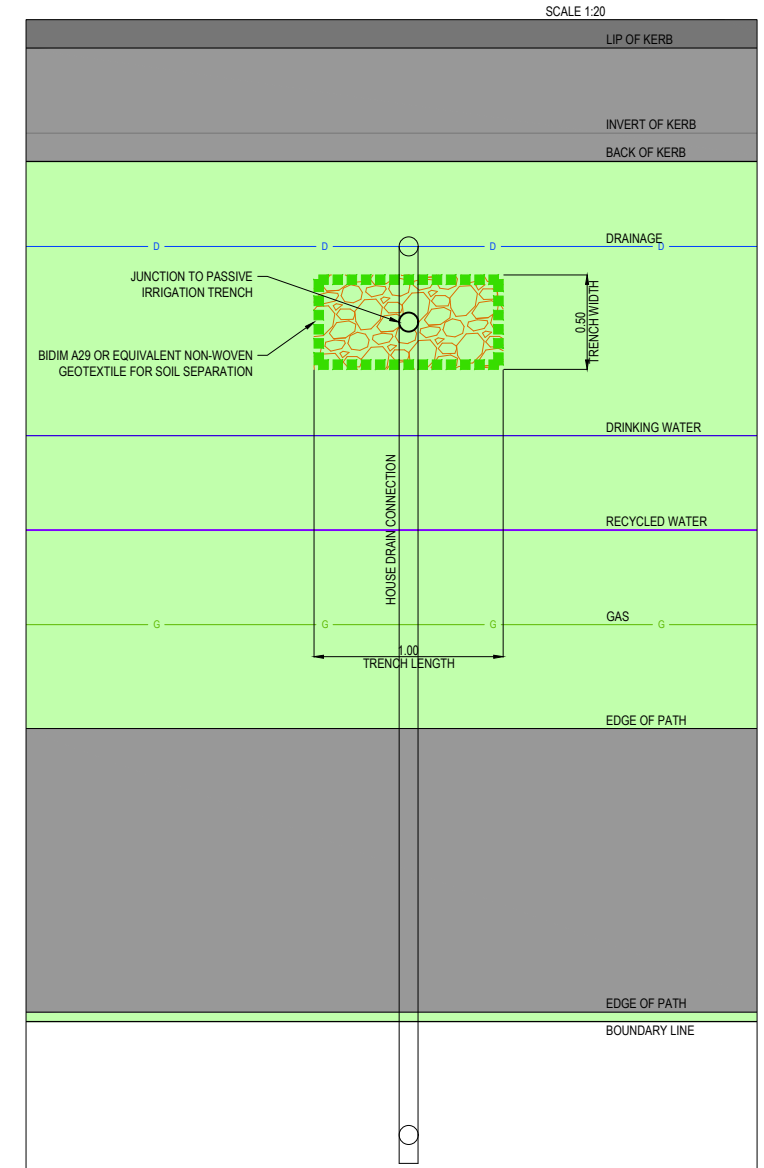 SCALE 1:20
LIP OF KERB
INVERT OF KERB
BACK OF KERB
D
D
D
DRAINAGE
D
JUNCTION TO PASSIVE
IRRIGATION TRENCH
BIDIM A29 OR EQUIVALENT NON-WOVEN
GEOTEXTILE FOR SOIL SEPARATION
0.50
TRENCH WIDTH
DRINKING WATER
HOUSE DRAIN CONNECTION
RECYCLED WATER
GAS
G
G
G
G
1.00
TRENCH LENGTH
EDGE OF PATH
EDGE OF PATH
BOUNDARY LINE